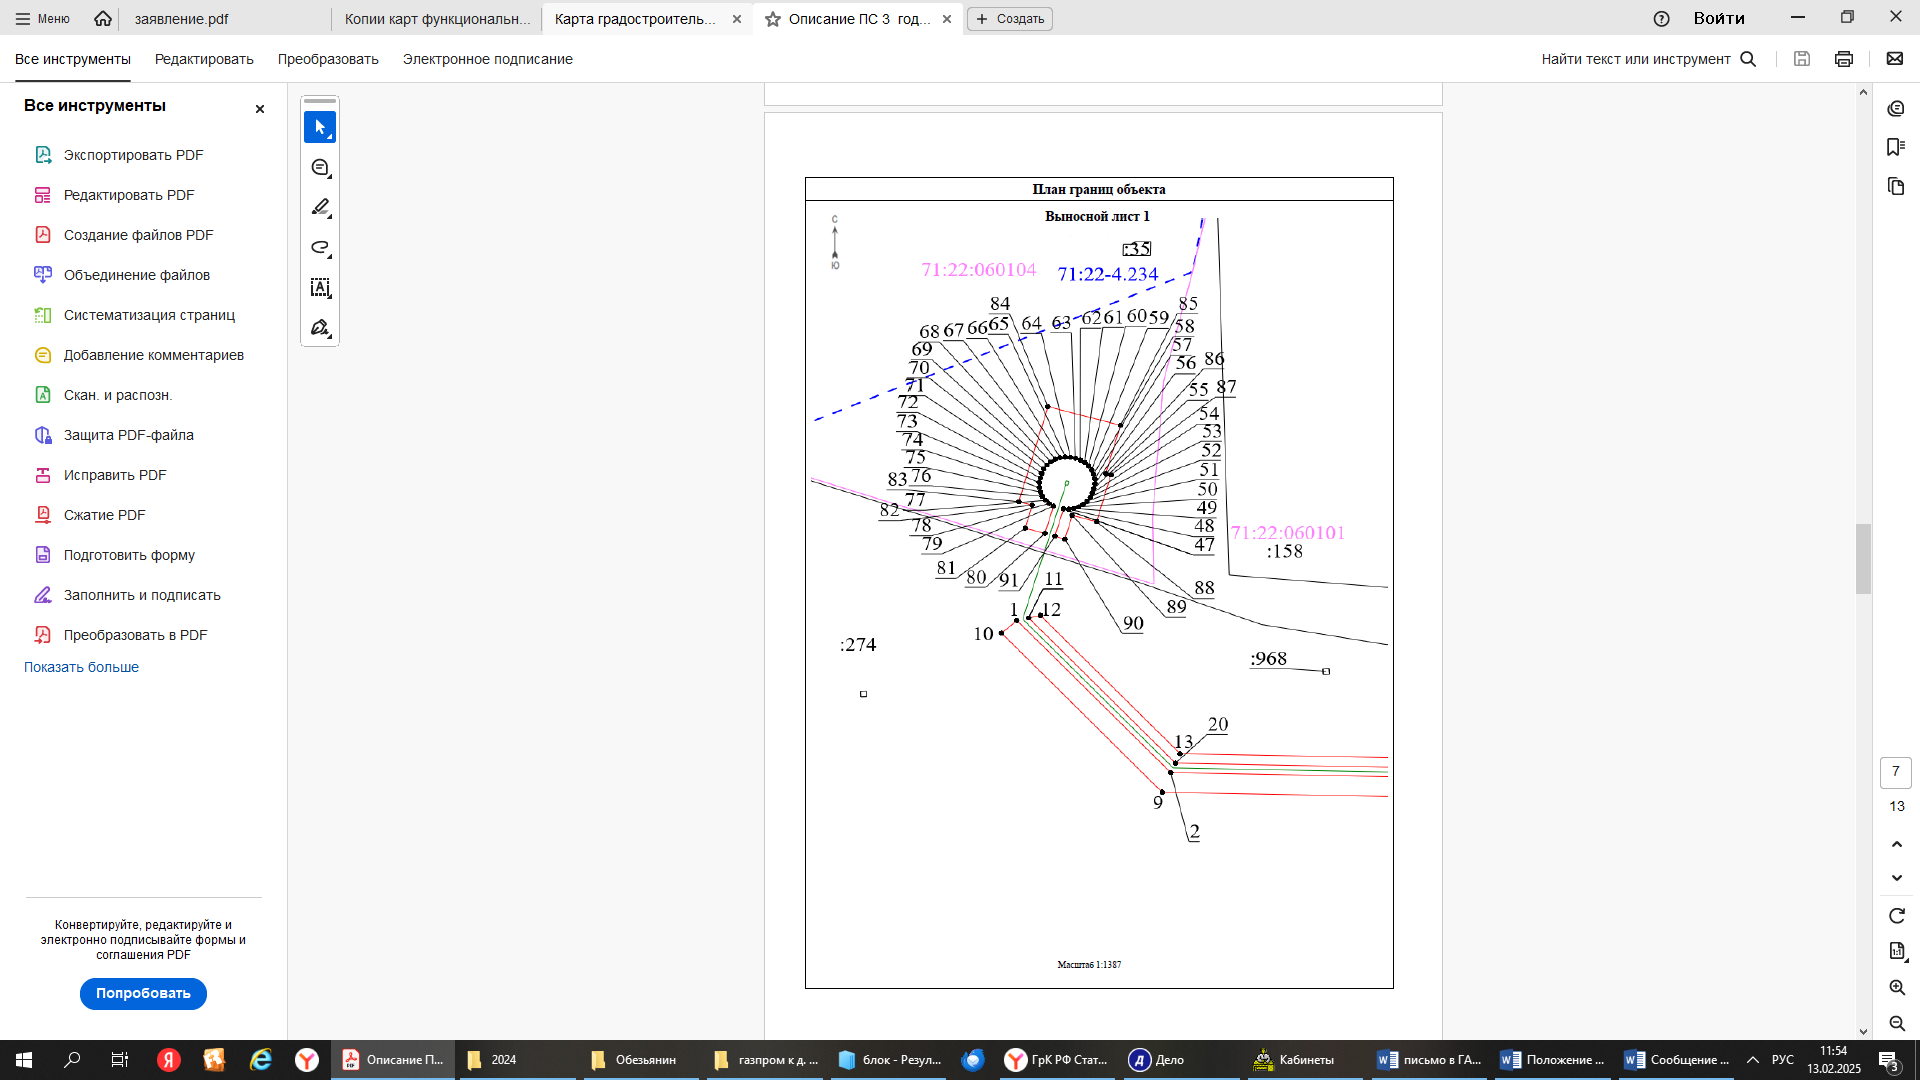 Меню
заявление.pdf
Копии карт функциональн...
Карта градостроитель...
Описание ПС 3 год...
Создать
Войти
Все инструменты
Редактировать
Преобразовать
Электронное подписание
Найти текст или инструмент
Все инструменты
Экспортировать PDF
Редактировать PDF
Создание файлов PDF
Объединение файлов
Систематизация страниц
Добавление комментариев
Скан. и распозн.
Защита PDF-файла
Исправить PDF
Сжатие PDF
Подготовить форму
Заполнить и подписать
Преобразовать в PDF
Показать больше
Конвертируйте, редактируйте и
электронно подписывайте формы и
соглашения PDF
Попробовать
План границ объекта
Выносной лист 1
С
Ю
:35
71:22:060104
71:22-4.234
84
85
68 67 66 65 64 63 62 61 60 59
58
69
57
86
70
56
71
55 87
72
54
73
53
74
52
75
51
83 76
50
77
49
82
48
78
79
47
71:22:060101
:158
81 80 91 11
88
1 12
89
10
90
:274
:968
20
13
9
2
Масштаб 1:1387
7
13
Описание П...
2024
Обезьянин
газпром к д. ...
блок - Резул...
ГрК РФ Стат...
Дело
Кабинеты
письмо в ГА...
Положение ...
Сообщение ...
РУС
11:54
13.02.2025
3